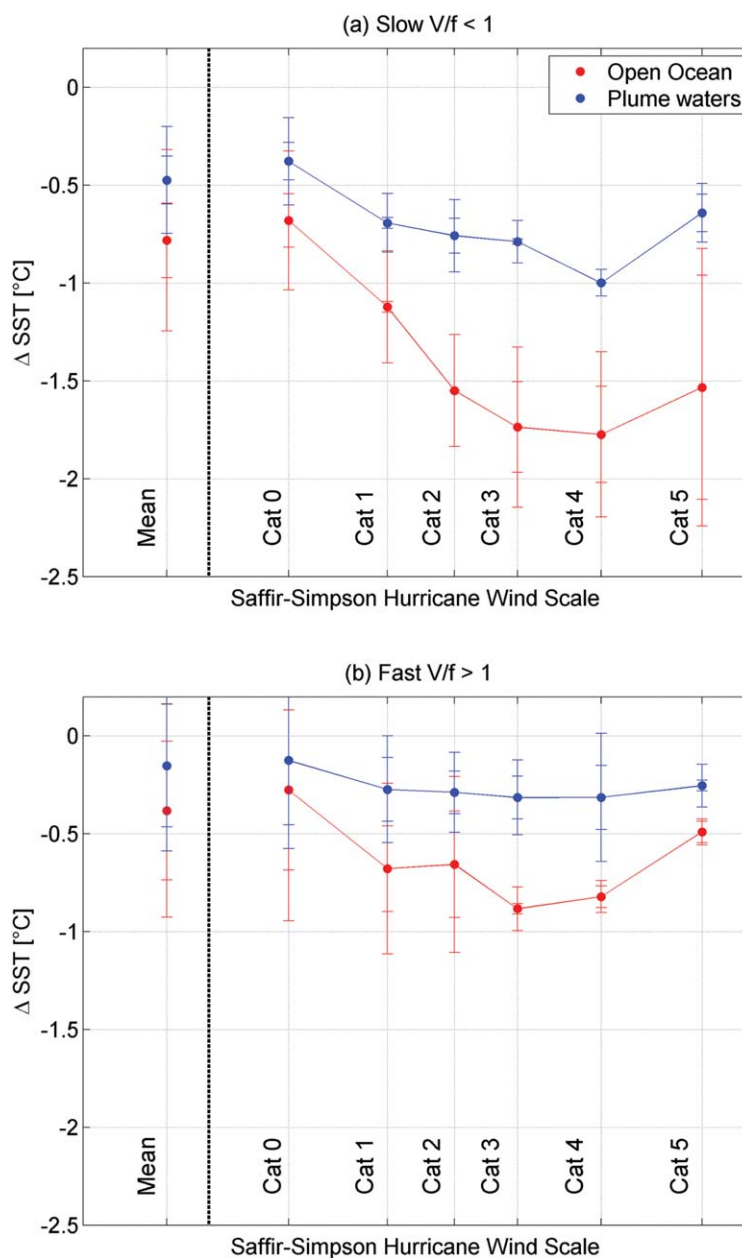 (a) Slow V/f < 1
Open Ocean
Plume waters
0
-0.5
-1
-1.5
-2
-2.5
Δ SST [°C]
Mean
Cat 0
Cat 1
Cat 2
Cat 3
Cat 4
Cat 5
Saffir-Simpson Hurricane Wind Scale
(b) Fast V/f > 1
0
-0.5
-1
-1.5
-2
-2.5
Δ SST [°C]
Mean
Cat 0
Cat 1
Cat 2
Cat 3
Cat 4
Cat 5
Saffir-Simpson Hurricane Wind Scale